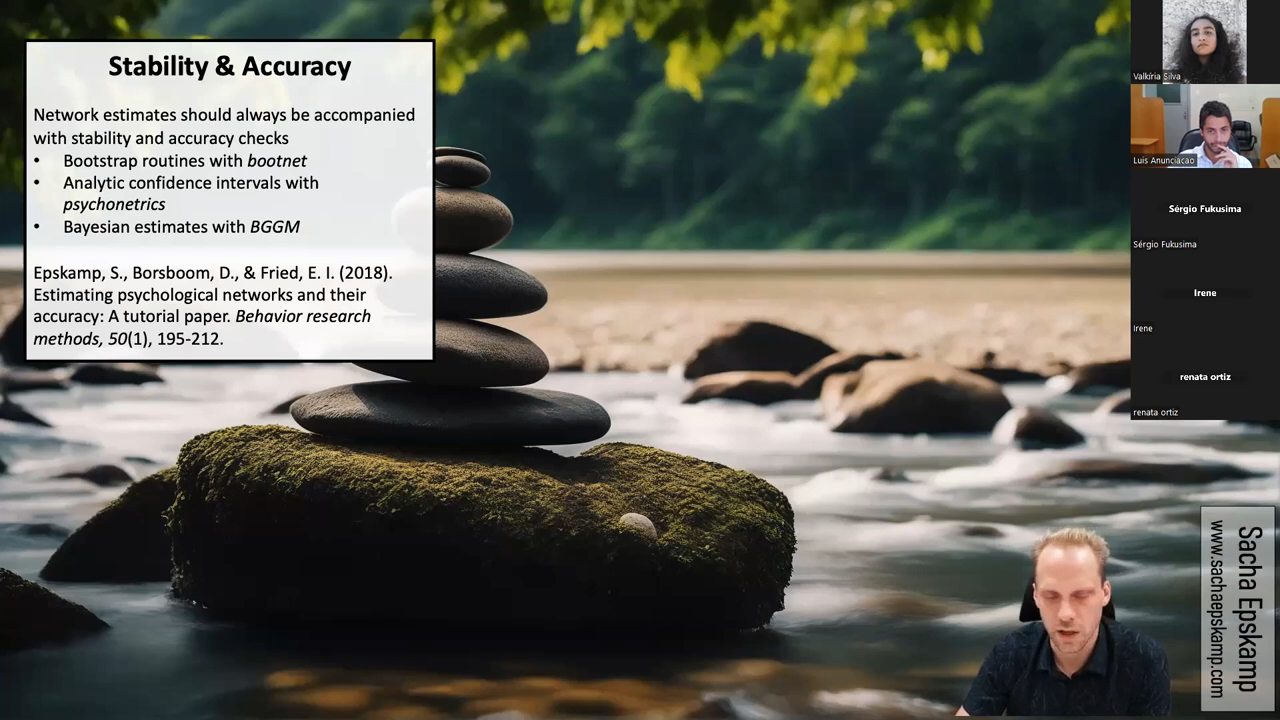 Stability & Accuracy
Network estimates should always be accompanied
with stability and accuracy checks
• Bootstrap routines with bootnet
• Analytic confidence intervals with
psychonetrics
• Bayesian estimates with BGGM
Epskamp, S., Borsboom, D., & Fried, E. I. (2018).
Estimating psychological networks and their
accuracy: A tutorial paper. Behavior research
methods, 50(1), 195-212.
Valkíria Silva
Luis Anunciacao
Sérgio Fukusima
Sérgio Fukusima
Irene
Irene
renata ortiz
renata ortiz
Sacha Epskamp
www.sachaepskamp.com